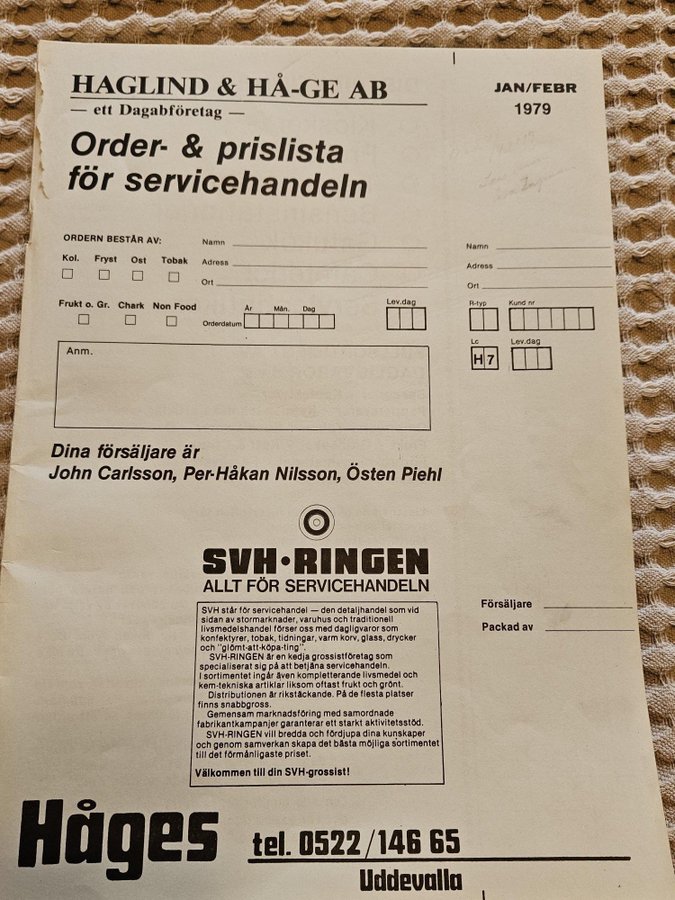 HAGLIND & HÅ-GE AB
— ett Dagabföretag —
JAN/FEBR
1979
Order- & prislista
för servicehandeln
ORDERN BESTÅR AV:
Kol. Fryst Ost Tobak
Frukt o. Gr. Chark Non Food
Namn
Adress
Ort
År Mån. Dag
Orderdatum
Lev.dag
Namn
Adress
Ort
R-typ Kund nr
Lc Lev.dag
H 7
Anm.
Dina försäljare är
John Carlsson, Per-Håkan Nilsson, Östen Piehl
SVH•RINGEN
ALLT FÖR SERVICEHANDELN
SVH står för servicehandel — den detaljhandel som vid
sidan av stormarknader, varuhus och traditionell
livsmedelshandel förser oss med dagligvaror som
konfektyrer, tobak, tidningar, varm korv, glass, drycker
och "glömt-att-köpa-ting".
SVH-RINGEN är en kedja grossistföretag som
specialiserat sig på att betjäna servicehandeln.
I sortimentet ingår även kompletterande livsmedel och
kem-tekniska artiklar liksom oftast frukt och grönt.
Distributionen är rikstäckande. På de flesta platser
finns snabbgross.
Gemensam marknadsföring med samordnade
fabrikantkampanjer garanterar ett starkt aktivitetsstöd.
SVH-RINGEN vill bredda och fördjupa dina kunskaper
och genom samverkan skapa det bästa möjliga sortimentet
till det förmånligaste priset.
Välkommen till din SVH-grossist!
Försäljare
Packad av
Håges
tel. 0522/146 65
Uddevalla